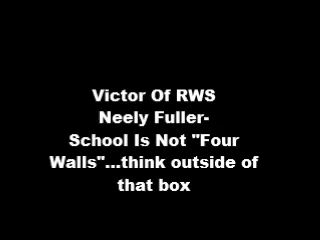 Victor Of RWS
Neely Fuller-
School Is Not "Four
Walls"...think outside of
that box